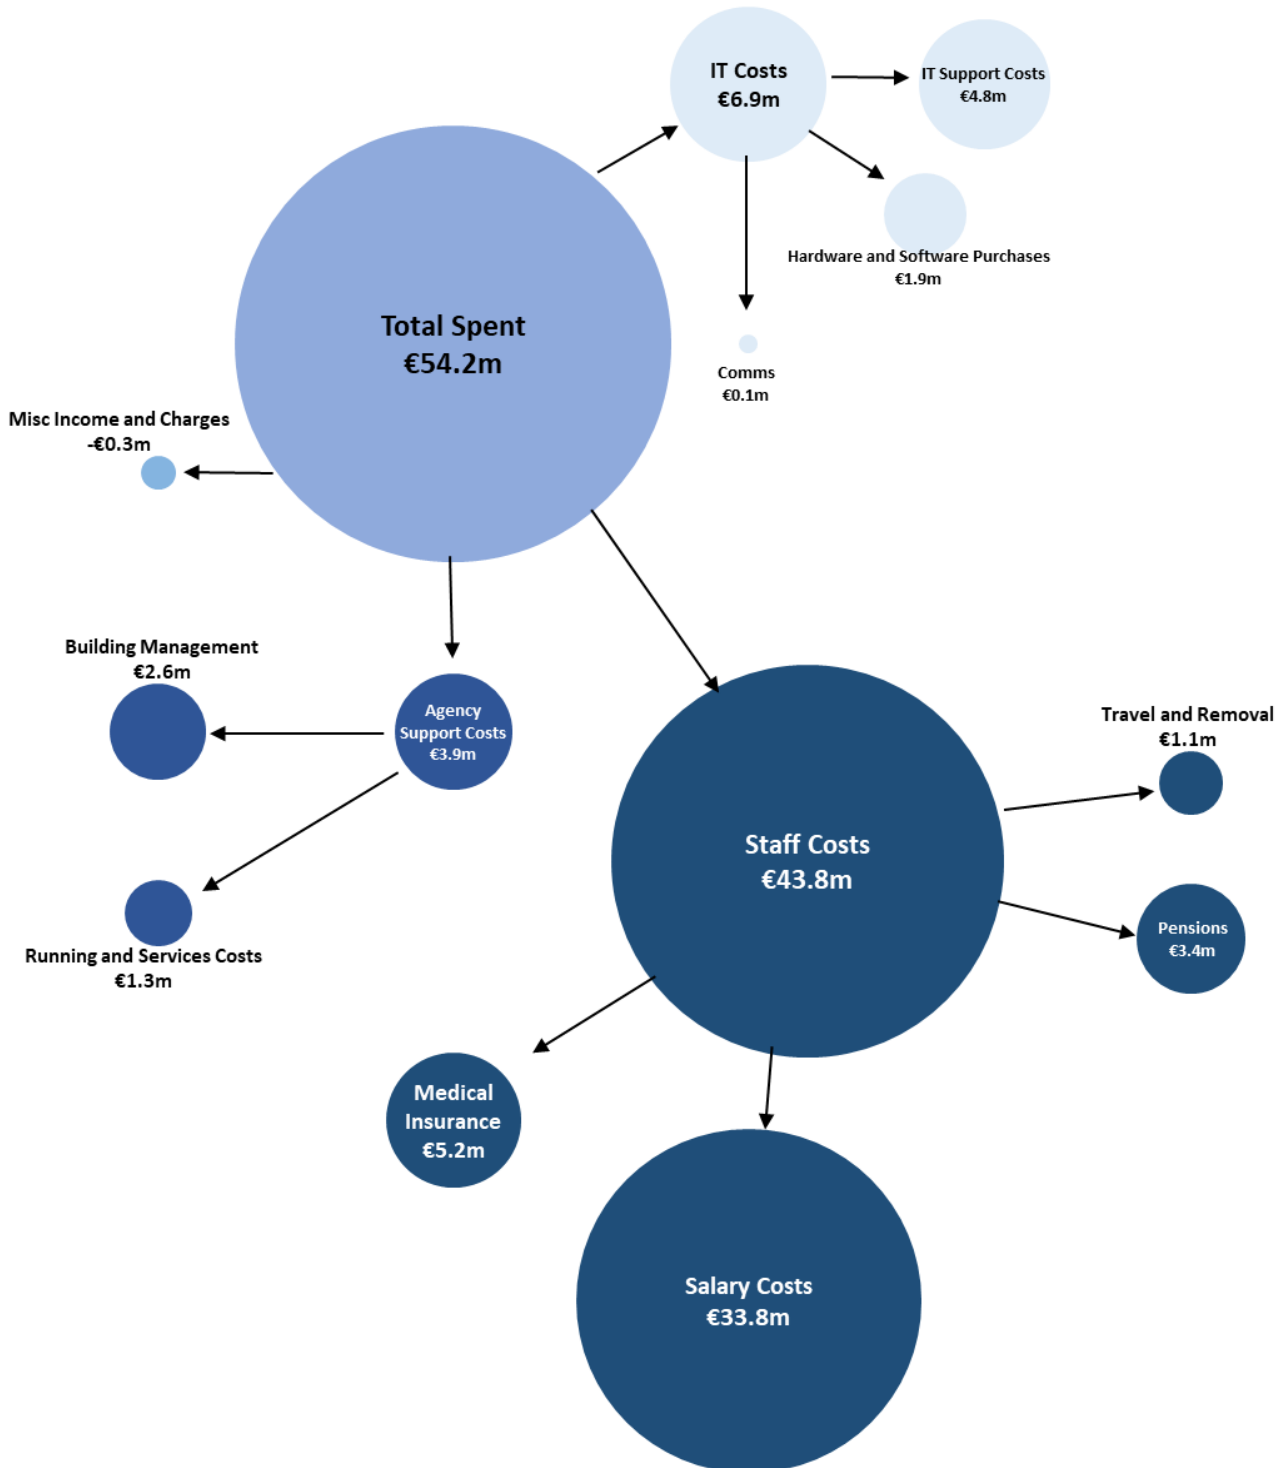 IT Costs
€6.9m
IT Support Costs
€4.8m
Hardware and Software Purchases
€1.9m
Comms
€0.1m
Total Spent
€54.2m
Misc Income and Charges
-€0.3m
Building Management
€2.6m
Agency
Support Costs
€3.9m
Running and Services Costs
€1.3m
Travel and Removal
€1.1m
Staff Costs
€43.8m
Pensions
€3.4m
Medical
Insurance
€5.2m
Salary Costs
€33.8m